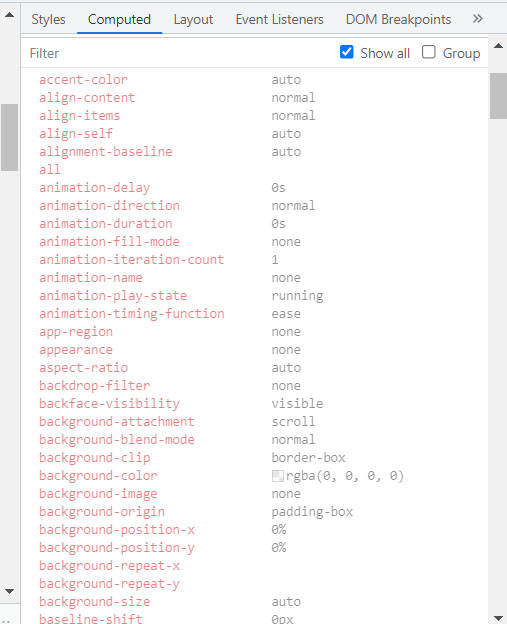 Styles Computed Layout Event Listeners DOM Breakpoints »
Filter Show all Group
accent-color auto
align-content normal
align-items normal
align-self auto
alignment-baseline auto
all
animation-delay 0s
animation-direction normal
animation-duration 0s
animation-fill-mode none
animation-iteration-count 1
animation-name none
animation-play-state running
animation-timing-function ease
app-region none
appearance none
aspect-ratio auto
backdrop-filter none
backface-visibility visible
background-attachment scroll
background-blend-mode normal
background-clip border-box
background-color rgba(0, 0, 0, 0)
background-image none
background-origin padding-box
background-position-x 0%
background-position-y 0%
background-repeat-x
background-repeat-y
background-size auto
baseline-shift 0px